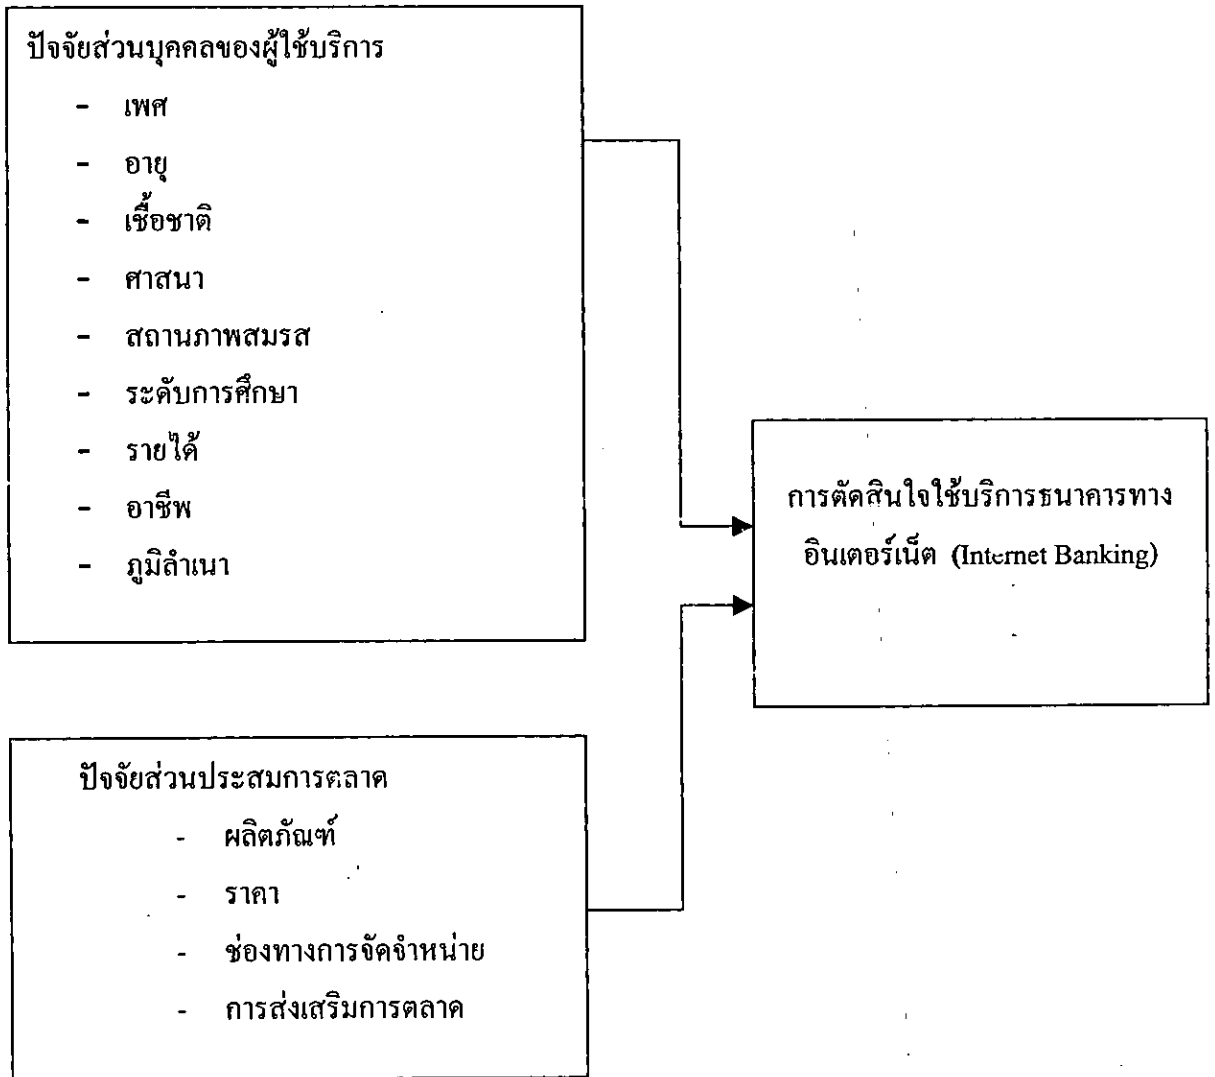 ปัจจัยส่วนบุคคลของผู้ใช้บริการ
- เพศ
- อายุ
- เชื้อชาติ
- ศาสนา
- สถานภาพสมรส
- ระดับการศึกษา
- รายได้
- อาชีพ
- ภูมิลำเนา
การตัดสินใจใช้บริการธนาคารทาง
อินเตอร์เน็ต (Internet Banking)
ปัจจัยส่วนประสมการตลาด
- ผลิตภัณฑ์
- ราคา
- ช่องทางการจัดจำหน่าย
- การส่งเสริมการตลาด